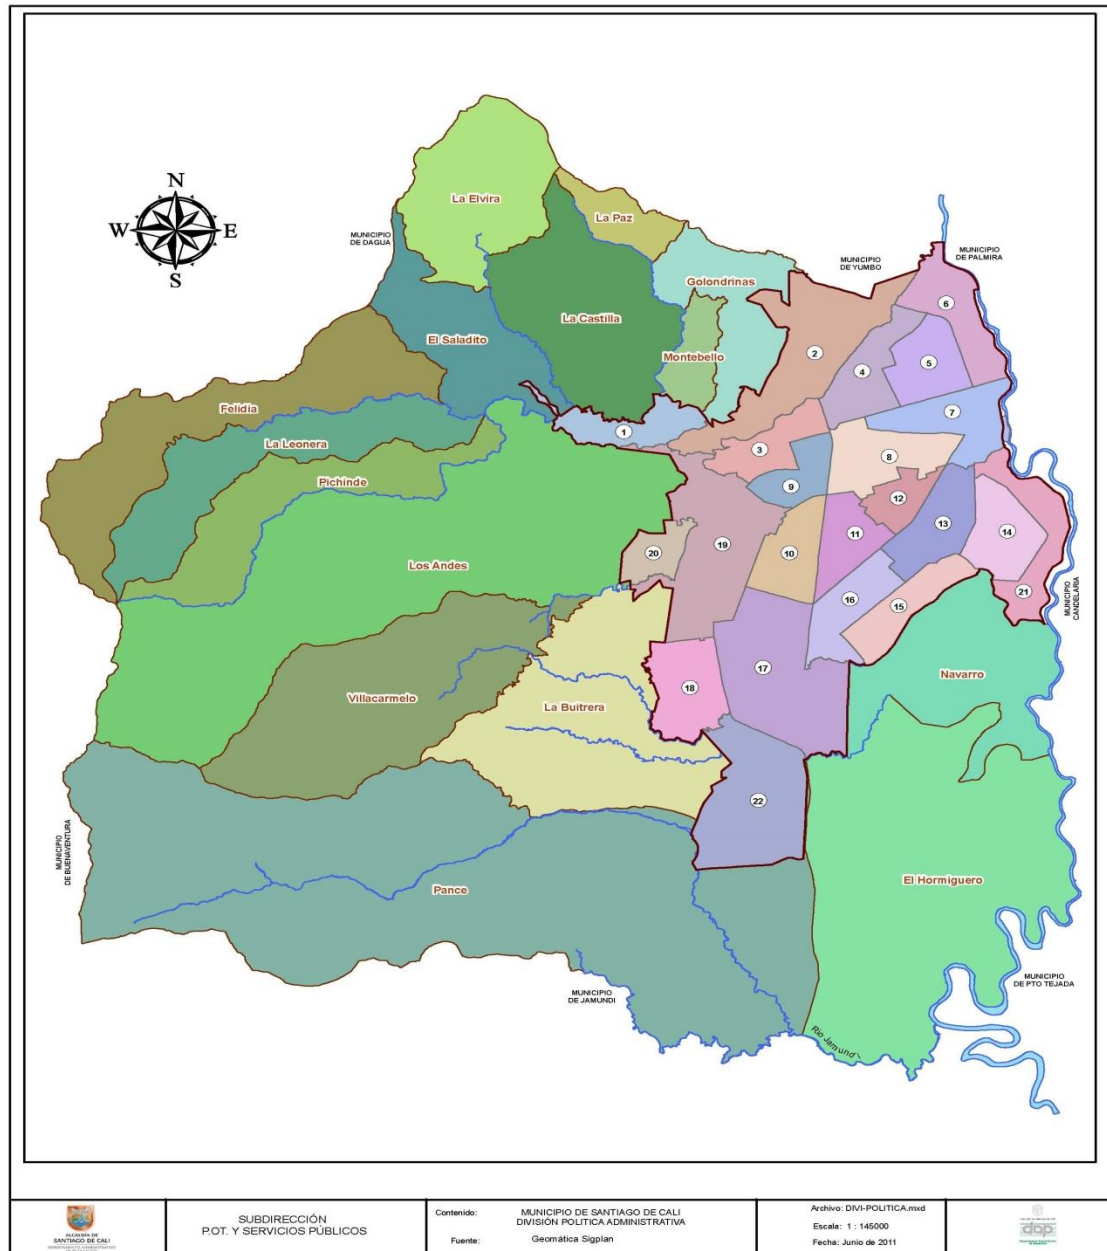 N
W E
S
La Elvira
La Paz
MUNICIPIO
DE DAGUA
MUNICIPIO
DE YUMBO
MUNICIPIO
DE PALMIRA
Golondrinas
6
La Castilla
El Saladito
2
Montebello
4
5
Felidia
7
1
La Leonera
3
8
Pichinde
9
12
11
13
14
19
20
10
Los Andes
21
MUNICIPIO
CANDELARIA
16
15
17
Navarro
18
Villacarmelo
La Buitrera
22
MUNICIPIO
DE BUENAVENTURA
Pance
El Hormiguero
MUNICIPIO
DE JAMUNDI
MUNICIPIO
DE PTO TEJADA
Rio Jamundi
ALCALDÍA DE
SANTIAGO DE CALI
SUBDIRECCIÓN
P.OT. Y SERVICIOS PÚBLICOS
Contenido: MUNICIPIO DE SANTIAGO DE CALI
DIVISIÓN POLITICA ADMINISTRATIVA
Fuente: Geomática Sigplan
Archivo: DIVI-POLITICA.mxd
Escala: 1 : 145000
Fecha: Junio de 2011
dap